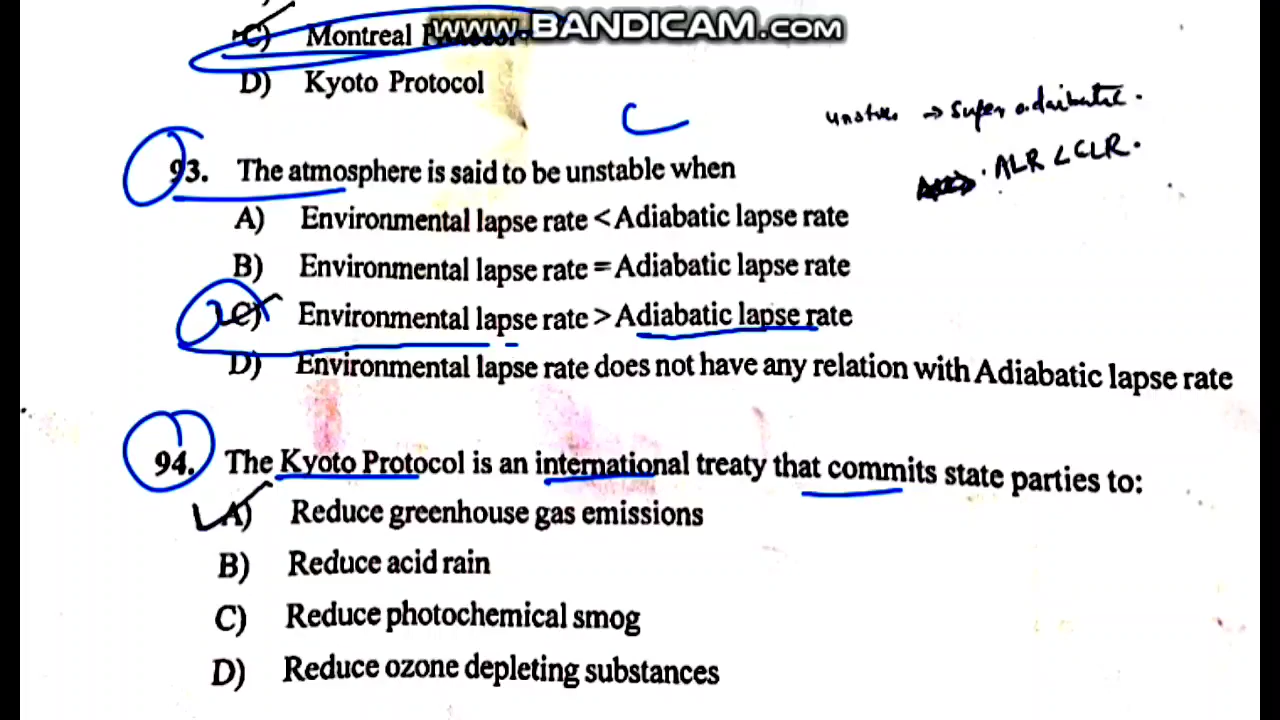 www.BANDICAM.com
C) Montreal
D) Kyoto Protocol
C
→ Super adaibatic.
ALR < CLR.
93. The atmosphere is said to be unstable when
A) Environmental lapse rate < Adiabatic lapse rate
B) Environmental lapse rate = Adiabatic lapse rate
C) Environmental lapse rate > Adiabatic lapse rate
D) Environmental lapse rate does not have any relation with Adiabatic lapse rate
94. The Kyoto Protocol is an international treaty that commits state parties to:
A) Reduce greenhouse gas emissions
B) Reduce acid rain
C) Reduce photochemical smog
D) Reduce ozone depleting substances